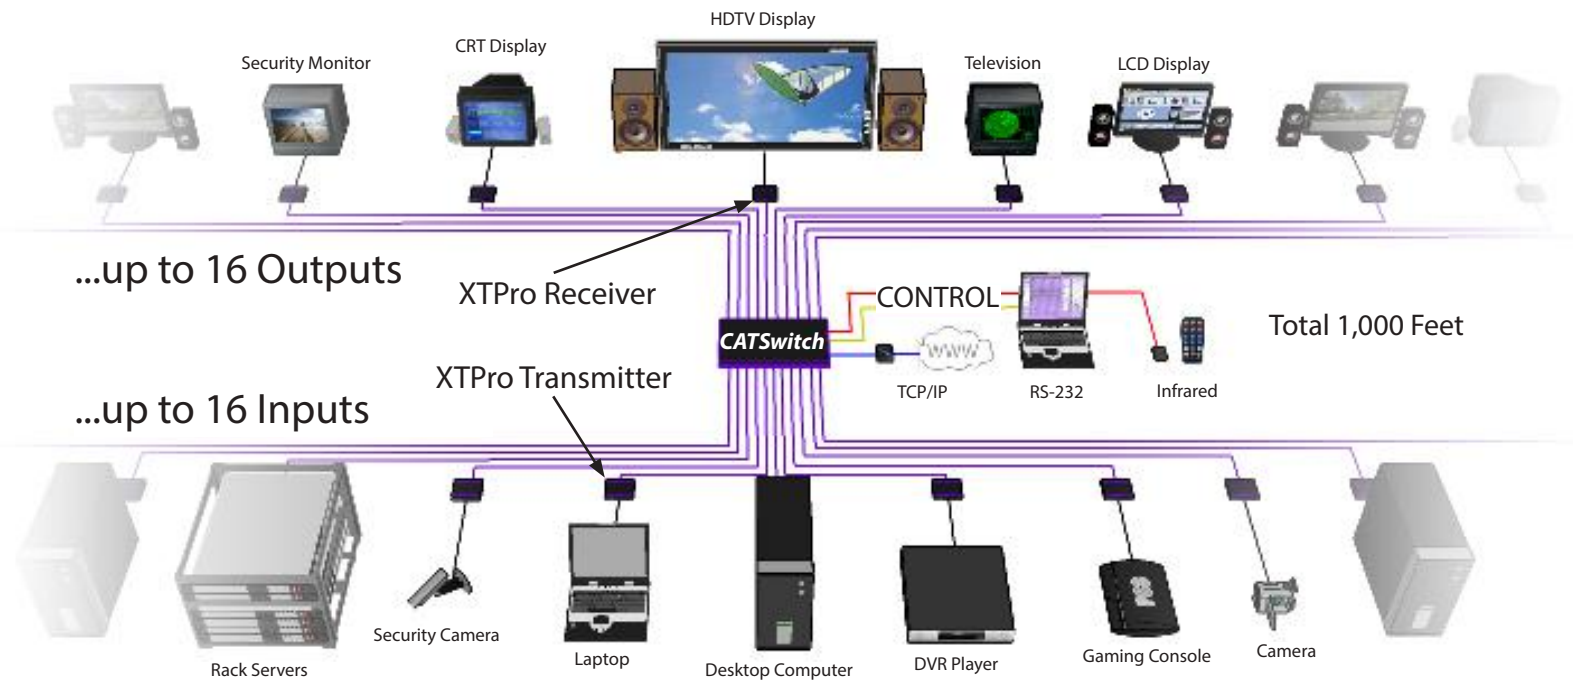 HDTV Display
CRT Display
Security Monitor
Television
LCD Display
...up to 16 Outputs
XTPro Receiver
CONTROL
CATSwitch
WWW
Total 1,000 Feet
XTPro Transmitter
TCP/IP
RS-232
Infrared
...up to 16 Inputs
Rack Servers
Security Camera
Laptop
Desktop Computer
DVR Player
Gaming Console
Camera